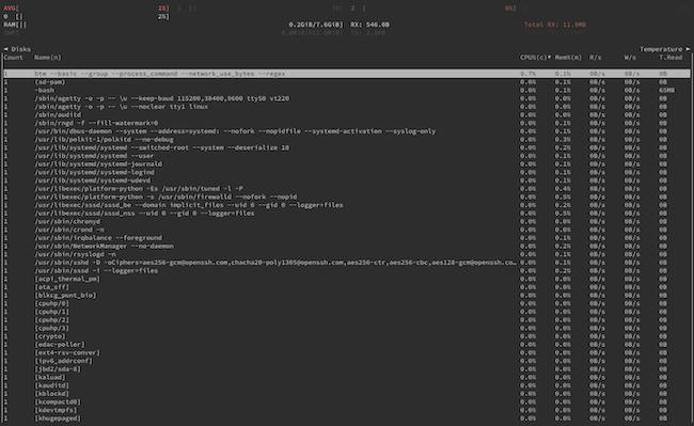 AVG[ 2%]
0 [| 2%]
RAM[|| 0.2GiB/7.6GiB] RX: 546.0B Total RX: 11.9MB
◄ Disks Temperature ►
Count Name(n) CPU%(c)▼ Mem%(m) R/s W/s T.Read
1 btm --basic --group --process_command --network_use_bytes --regex 0.7% 0.1% 0B/s 0B/s 0B
1 (sd-pam) 0.0% 0.1% 0B/s 0B/s 0B
1 -bash 0.0% 0.1% 0B/s 0B/s 65MB
1 /sbin/agetty -o -p -- \u --keep-baud 115200,38400,9600 ttyS0 vt220 0.0% 0.0% 0B/s 0B/s 0B
1 /sbin/agetty -o -p -- \u --noclear tty1 linux 0.0% 0.0% 0B/s 0B/s 0B
1 /sbin/auditd 0.0% 0.0% 0B/s 0B/s 0B
1 /sbin/rngd -f --fill-watermark=0 0.0% 0.1% 0B/s 0B/s 0B
1 /usr/bin/dbus-daemon --system --address=systemd: --nofork --nopidfile --systemd-activation --syslog-only 0.0% 0.1% 0B/s 0B/s 0B
1 /usr/lib/polkit-1/polkitd --no-debug 0.0% 0.3% 0B/s 0B/s 0B
1 /usr/lib/systemd/systemd --switched-root --system --deserialize 18 0.0% 0.2% 0B/s 0B/s 0B
1 /usr/lib/systemd/systemd --user 0.0% 0.1% 0B/s 0B/s 0B
1 /usr/lib/systemd/systemd-journald 0.0% 0.1% 0B/s 0B/s 0B
1 /usr/lib/systemd/systemd-logind 0.0% 0.1% 0B/s 0B/s 0B
1 /usr/lib/systemd/systemd-udevd 0.0% 0.1% 0B/s 0B/s 0B
1 /usr/libexec/platform-python -Es /usr/sbin/tuned -l -P 0.0% 0.4% 0B/s 0B/s 0B
1 /usr/libexec/platform-python -s /usr/sbin/firewalld --nofork --nopid 0.0% 0.5% 0B/s 0B/s 0B
1 /usr/libexec/sssd/sssd_be --domain implicit_files --uid 0 --gid 0 --logger=files 0.0% 0.2% 0B/s 0B/s 0B
1 /usr/libexec/sssd/sssd_nss --uid 0 --gid 0 --logger=files 0.0% 0.5% 0B/s 0B/s 0B
1 /usr/sbin/chronyd 0.0% 0.0% 0B/s 0B/s 0B
1 /usr/sbin/crond -n 0.0% 0.0% 0B/s 0B/s 0B
1 /usr/sbin/irqbalance --foreground 0.0% 0.1% 0B/s 0B/s 0B
1 /usr/sbin/NetworkManager --no-daemon 0.0% 0.2% 0B/s 0B/s 0B
1 /usr/sbin/rsyslogd -n 0.0% 0.1% 0B/s 0B/s 0B
1 /usr/sbin/sshd -D -oCiphers=aes256-gcm@openssh.com,chacha20-poly1305@openssh.com,aes256-ctr,aes256-cbc,aes128-gcm@openssh.co… 0.0% 0.1% 0B/s 0B/s 0B
1 /usr/sbin/sssd -i --logger=files 0.0% 0.2% 0B/s 0B/s 0B
1 [acpi_thermal_pm] 0.0% 0.0% 0B/s 0B/s 0B
1 [ata_sff] 0.0% 0.0% 0B/s 0B/s 0B
1 [blkcg_punt_bio] 0.0% 0.0% 0B/s 0B/s 0B
1 [cpuhp/0] 0.0% 0.0% 0B/s 0B/s 0B
1 [cpuhp/1] 0.0% 0.0% 0B/s 0B/s 0B
1 [cpuhp/2] 0.0% 0.0% 0B/s 0B/s 0B
1 [cpuhp/3] 0.0% 0.0% 0B/s 0B/s 0B
1 [crypto] 0.0% 0.0% 0B/s 0B/s 0B
1 [edac-poller] 0.0% 0.0% 0B/s 0B/s 0B
1 [ext4-rsv-conver] 0.0% 0.0% 0B/s 0B/s 0B
1 [ipv6_addrconf] 0.0% 0.0% 0B/s 0B/s 0B
1 [jbd2/sda-8] 0.0% 0.0% 0B/s 0B/s 0B
1 [kaluad] 0.0% 0.0% 0B/s 0B/s 0B
1 [kauditd] 0.0% 0.0% 0B/s 0B/s 0B
1 [kblockd] 0.0% 0.0% 0B/s 0B/s 0B
1 [kcompactd0] 0.0% 0.0% 0B/s 0B/s 0B
1 [kdevtmpfs] 0.0% 0.0% 0B/s 0B/s 0B
1 [khugepaged] 0.0% 0.0% 0B/s 0B/s 0B